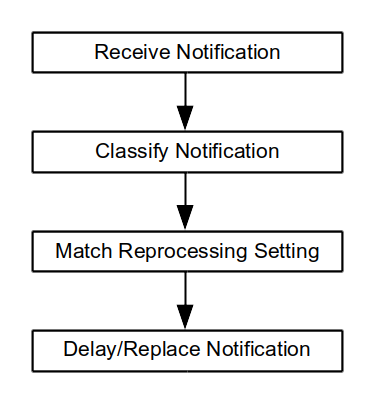 Receive Notification
Classify Notification
Match Reprocessing Setting
Delay/Replace Notification